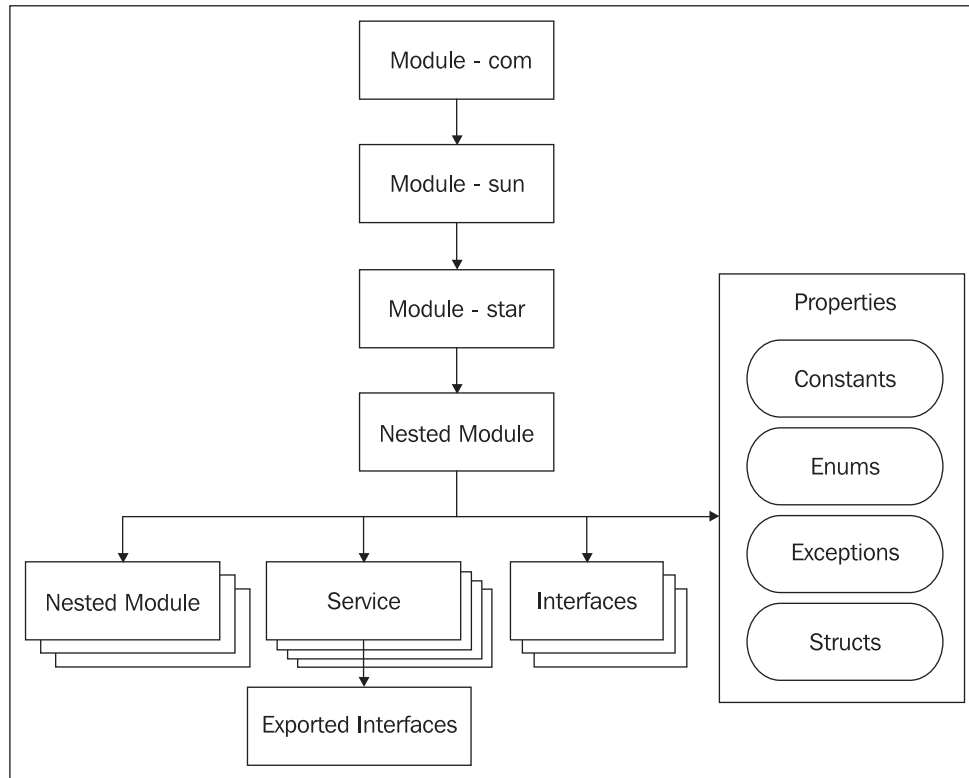 Module - com
Module - sun
Module - star
Nested Module
Nested Module
Service
Interfaces
Exported Interfaces
Properties
Constants
Enums
Exceptions
Structs